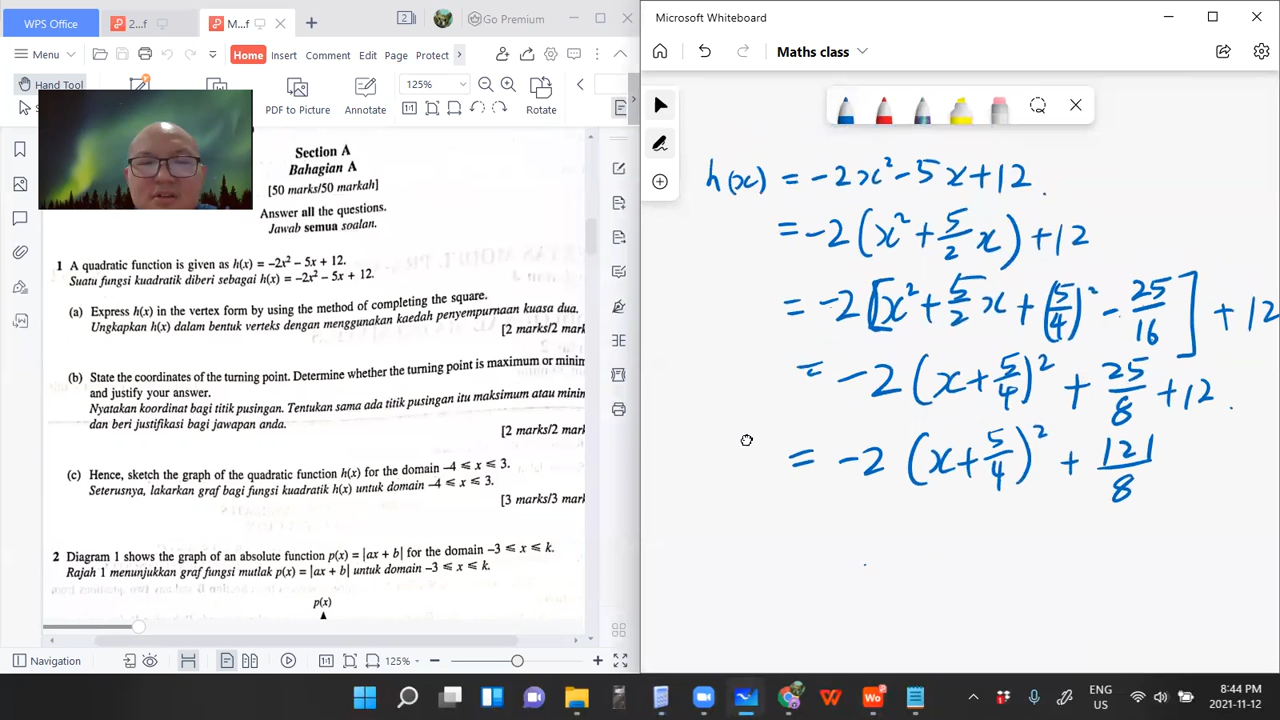 WPS Office
2...f
M...f
2
Go Premium
Menu
Home
Insert
Comment
Edit
Page
Protect
Hand Tool
125%
PDF to Picture
Annotate
Rotate
Section A
Bahagian A
[50 marks/50 markah]
Answer all the questions.
Jawab semua soalan.
1 A quadratic function is given as h(x) = –2x² – 5x + 12.
Suatu fungsi kuadratik diberi sebagai h(x) = –2x² – 5x + 12.
(a) Express h(x) in the vertex form by using the method of completing the square.
Ungkapkan h(x) dalam bentuk verteks dengan menggunakan kaedah penyempurnaan kuasa dua.
[2 marks/2 mark
(b) State the coordinates of the turning point. Determine whether the turning point is maximum or minim
and justify your answer.
Nyatakan koordinat bagi titik pusingan. Tentukan sama ada titik pusingan itu maksimum atau minim
dan beri justifikasi bagi jawapan anda.
[2 marks/2 mark
(c) Hence, sketch the graph of the quadratic function h(x) for the domain –4 ⩽ x ⩽ 3.
Seterusnya, lakarkan graf bagi fungsi kuadratik h(x) untuk domain –4 ⩽ x ⩽ 3.
[3 marks/3 mark
2 Diagram 1 shows the graph of an absolute function p(x) = |ax + b| for the domain –3 ⩽ x ⩽ k.
Rajah 1 menunjukkan graf fungsi mutlak p(x) = |ax + b| untuk domain –3 ⩽ x ⩽ k.
p(x)
Navigation
125%
Microsoft Whiteboard
Maths class
h(x) = -2x² - 5x + 12
= -2(x² + 5/2 x) + 12
= -2[x² + 5/2 x + (5/4)² - 25/16] + 12
= -2(x + 5/4)² + 25/8 + 12
= -2(x + 5/4)² + 121/8
ENG
US
8:44 PM
2021-11-12